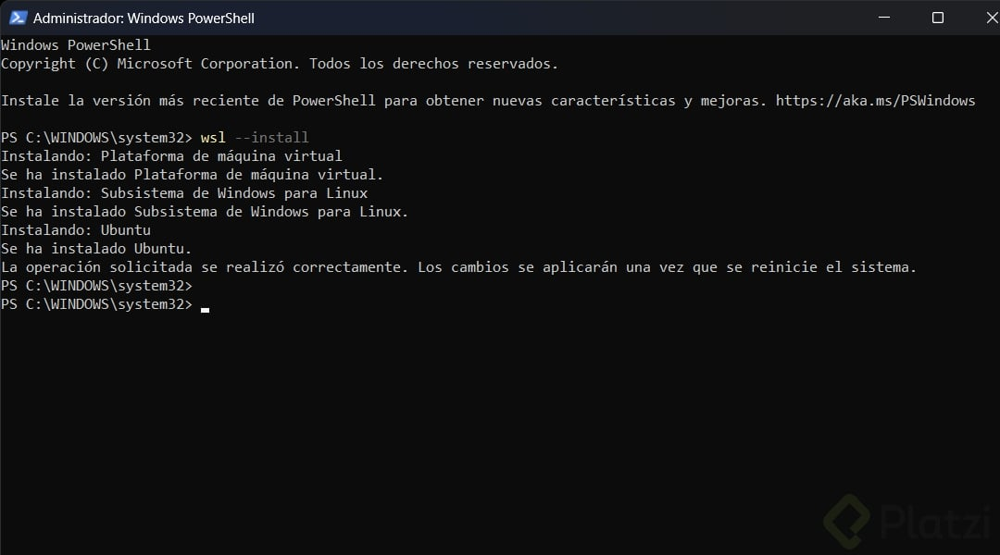 Administrador: Windows PowerShell
Windows PowerShell
Copyright (C) Microsoft Corporation. Todos los derechos reservados.
Instale la versión más reciente de PowerShell para obtener nuevas características y mejoras. https://aka.ms/PSWindows
PS C:\WINDOWS\system32> wsl --install
Instalando: Plataforma de máquina virtual
Se ha instalado Plataforma de máquina virtual.
Instalando: Subsistema de Windows para Linux
Se ha instalado Subsistema de Windows para Linux.
Instalando: Ubuntu
Se ha instalado Ubuntu.
La operación solicitada se realizó correctamente. Los cambios se aplicarán una vez que se reinicie el sistema.
PS C:\WINDOWS\system32>
PS C:\WINDOWS\system32>
Platzi